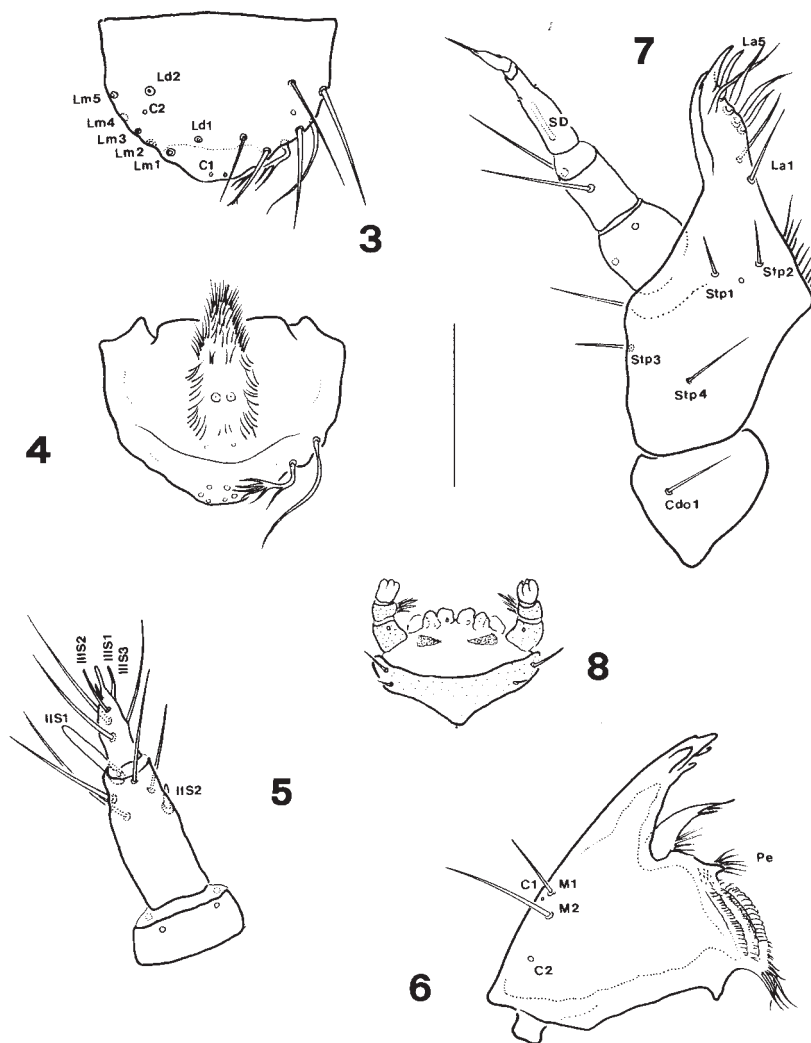 3
Ld2
Lm5
C2
Lm4
Lm3
Ld1
Lm2
Lm1
C1
7
La5
SD
La1
Stp1
Stp2
Stp3
Stp4
Cdo1
4
8
IIIS2
IIIS1
IIIS3
IIS1
IIS2
5
C1
M1
M2
C2
Pe
6